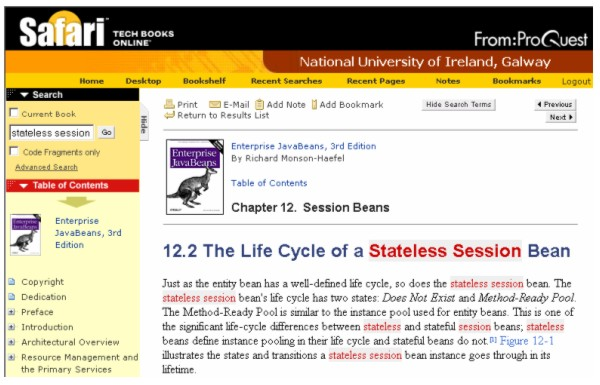 Safari TECH BOOKS
ONLINE
From:ProQuest
National University of Ireland, Galway
Home Desktop Bookshelf Recent Searches Recent Pages Notes Bookmarks Logout
Search
Current Book
stateless session Go
Code Fragments only
Advanced Search
Table of Contents
Enterprise
JavaBeans, 3rd
Edition
Copyright
Dedication
Preface
Introduction
Architectural Overview
Resource Management and
the Primary Services
Hide
Print E-Mail Add Note Add Bookmark Hide Search Terms Previous
Return to Results List Next
Enterprise
JavaBeans
Enterprise JavaBeans, 3rd Edition
By Richard Monson-Haefel
Table of Contents
Chapter 12. Session Beans
12.2 The Life Cycle of a Stateless Session Bean
Just as the entity bean has a well-defined life cycle, so does the stateless session bean. The
stateless session bean's life cycle has two states: Does Not Exist and Method-Ready Pool.
The Method-Ready Pool is similar to the instance pool used for entity beans. This is one of
the significant life-cycle differences between stateless and stateful session beans; stateless
beans define instance pooling in their life cycle and stateful beans do not. Figure 12-1
illustrates the states and transitions a stateless session bean instance goes through in its
lifetime.